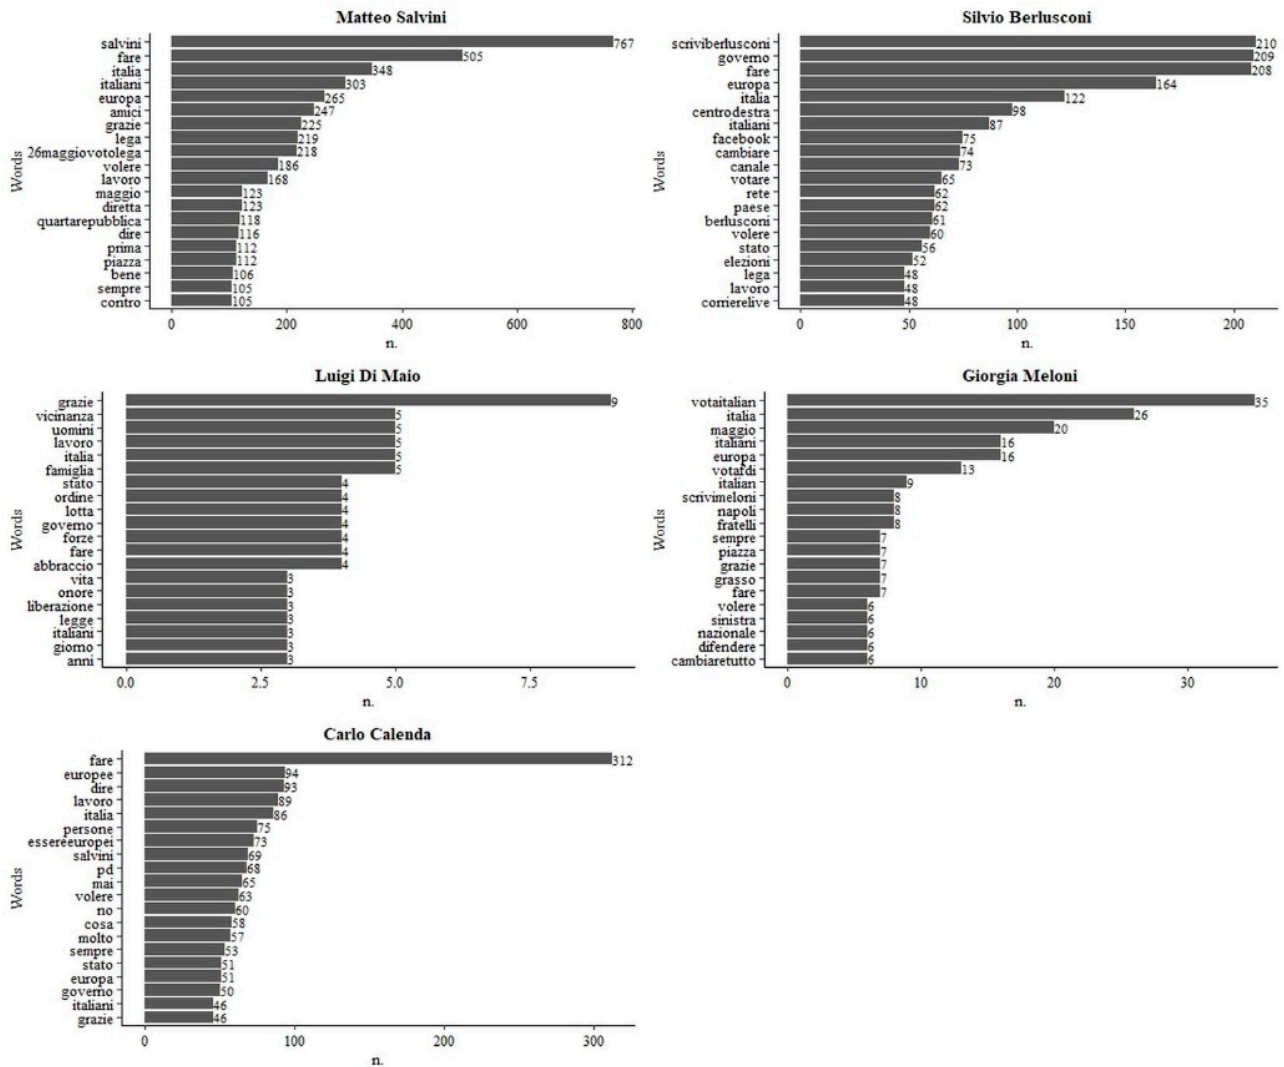 Matteo Salvini
Words
salvini 767
fare 505
italia 348
italiani 303
europa 265
amici 247
grazie 225
lega 219
26maggiovotolega 218
volere 186
lavoro 168
maggio 123
diretta 123
quartarepubblica 118
dire 116
prima 112
piazza 112
bene 106
sempre 105
contro 105
0 200 400 600 800
n.
Silvio Berlusconi
Words
scriviberlusconi 210
governo 209
fare 208
europa 164
italia 122
centrodestra 98
italiani 87
facebook 75
cambiare 74
canale 73
votare 65
rete 62
paese 62
berlusconi 61
volere 60
stato 56
elezioni 52
lega 48
lavoro 48
corrierelive 48
0 50 100 150 200
n.
Luigi Di Maio
Words
grazie 9
vicinanza 5
uomini 5
lavoro 5
italia 5
famiglia 5
stato 4
ordine 4
lotta 4
governo 4
forze 4
fare 4
abbraccio 4
vita 3
onore 3
liberazione 3
legge 3
italiani 3
giorno 3
anni 3
0.0 2.5 5.0 7.5
n.
Giorgia Meloni
Words
votaitalian 35
italia 26
maggio 20
italiani 16
europa 16
votafdi 13
italian 9
scrivimeloni 8
napoli 8
fratelli 8
sempre 7
piazza 7
grazie 7
grasso 7
fare 7
volere 6
sinistra 6
nazionale 6
difendere 6
cambiaretutto 6
0 10 20 30
n.
Carlo Calenda
Words
fare 312
europee 94
dire 93
lavoro 89
italia 86
persone 75
essereeuropei 73
salvini 69
pd 68
mai 65
volere 63
no 60
cosa 58
molto 57
sempre 53
stato 51
europa 51
governo 50
italiani 46
grazie 46
0 100 200 300
n.